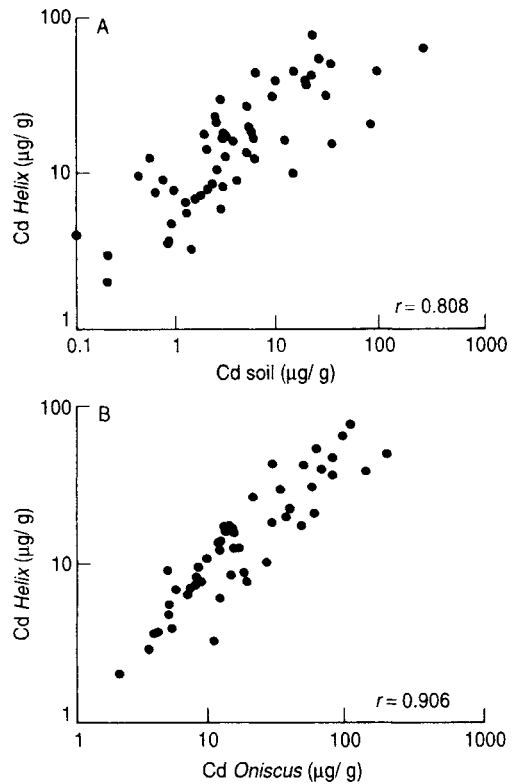 100
A
10
1
Cd Helix (µg/ g)
r = 0.808
0.1 1 10 100 1000
Cd soil (µg/ g)
100
B
10
1
Cd Helix (µg/ g)
r = 0.906
1 10 100 1000
Cd Oniscus (µg/ g)